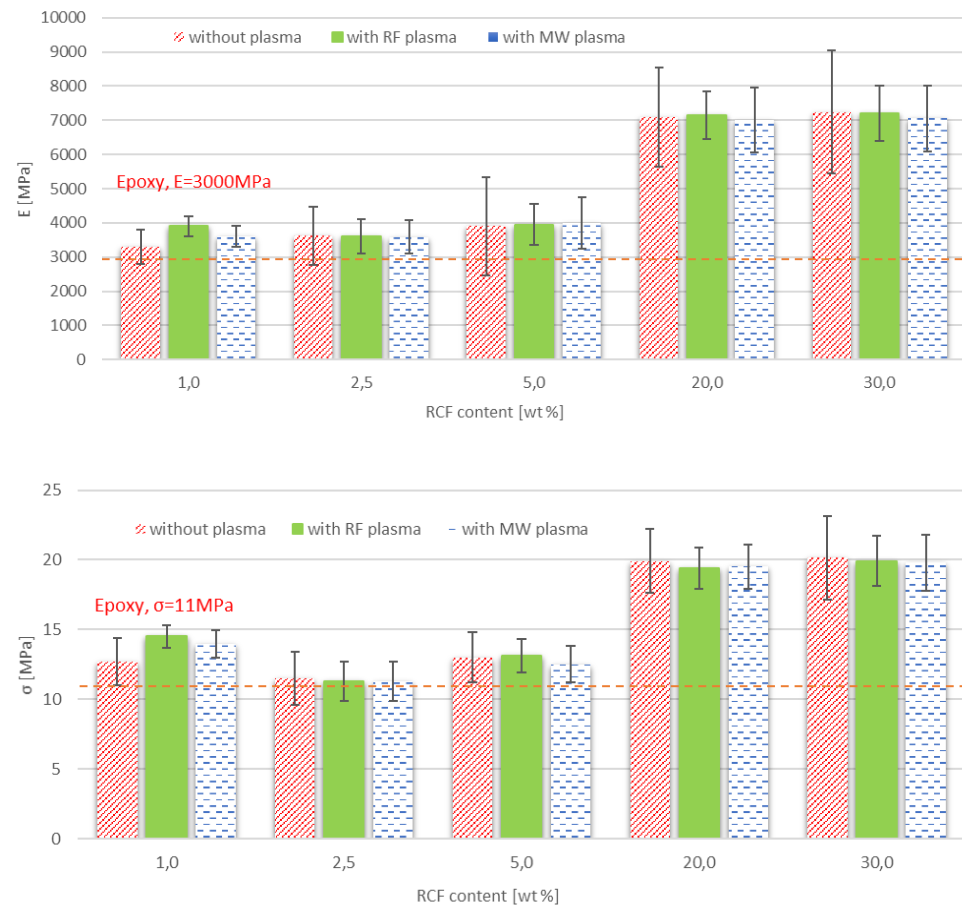 10000
without plasma with RF plasma with MW plasma
9000
8000
7000
6000
E [MPa]
Epoxy, E=3000MPa
5000
4000
3000
2000
1000
0
1,0 2,5 5,0 20,0 30,0
RCF content [wt %]
25
without plasma with RF plasma with MW plasma
20
Epoxy, σ=11MPa
15
σ [MPa]
10
5
0
1,0 2,5 5,0 20,0 30,0
RCF content [wt %]